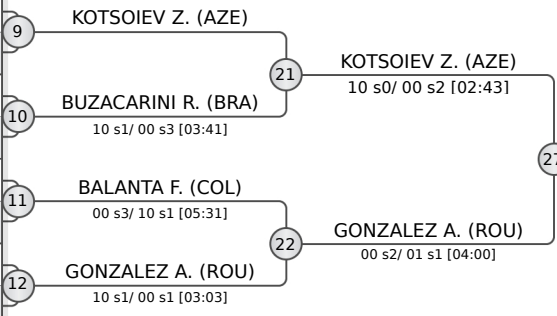 9
KOTSOIEV Z. (AZE)
21
KOTSOIEV Z. (AZE)
10 s0/ 00 s2 [02:43]
10
BUZACARINI R. (BRA)
10 s1/ 00 s3 [03:41]
27
11
BALANTA F. (COL)
00 s3/ 10 s1 [05:31]
22
GONZALEZ A. (ROU)
00 s2/ 01 s1 [04:00]
12
GONZALEZ A. (ROU)
10 s1/ 00 s1 [03:03]